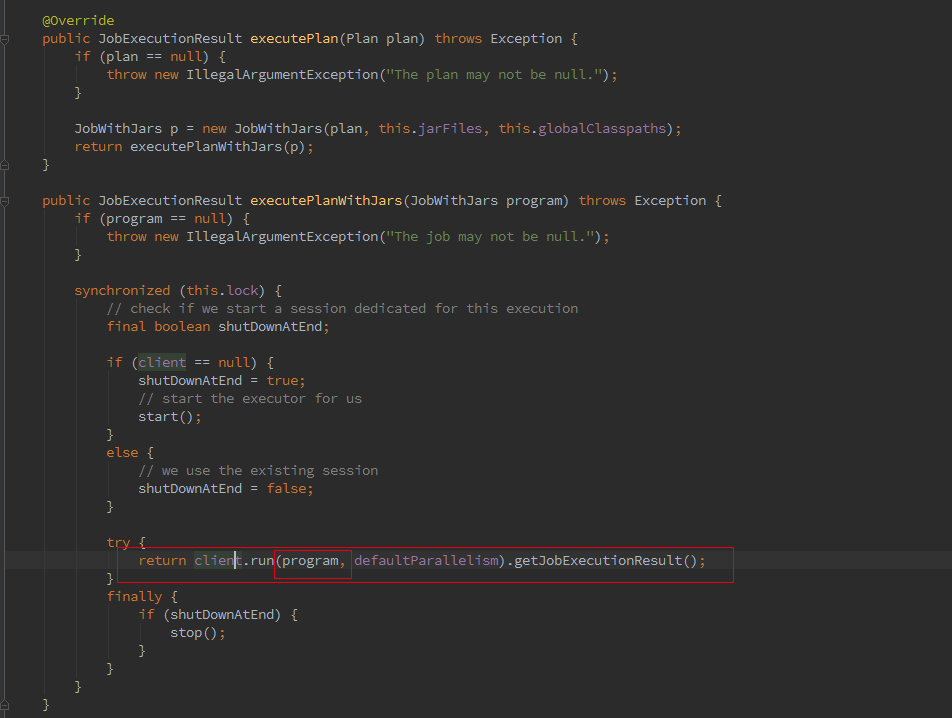 @Override
public JobExecutionResult executePlan(Plan plan) throws Exception {
if (plan == null) {
throw new IllegalArgumentException("The plan may not be null.");
}
JobWithJars p = new JobWithJars(plan, this.jarFiles, this.globalClasspaths);
return executePlanWithJars(p);
}
public JobExecutionResult executePlanWithJars(JobWithJars program) throws Exception {
if (program == null) {
throw new IllegalArgumentException("The job may not be null.");
}
synchronized (this.lock) {
// check if we start a session dedicated for this execution
final boolean shutDownAtEnd;
if (client == null) {
shutDownAtEnd = true;
// start the executor for us
start();
}
else {
// we use the existing session
shutDownAtEnd = false;
}
try {
return client.run(program, defaultParallelism).getJobExecutionResult();
}
finally {
if (shutDownAtEnd) {
stop();
}
}
}
}